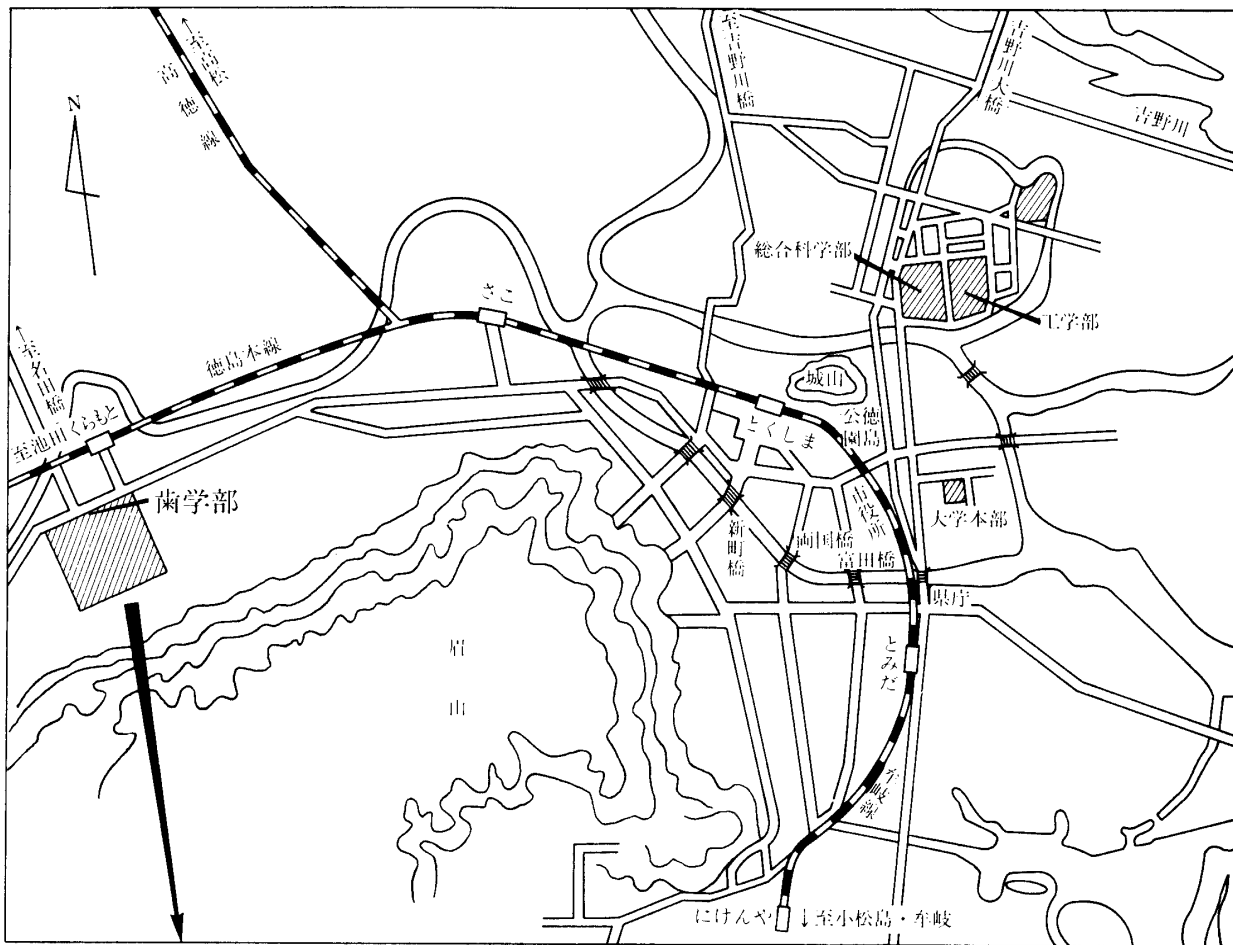 ←至高松
高徳線
N
至吉野川橋
吉野川大橋
吉野川
総合科学部
工学部
さこ
徳島本線
←至名田橋
至池田
くらもと
歯学部
城山
とくしま
徳島
公園
市役所
大学本部
新町橋
両国橋
富田橋
県庁
とみだ
眉山
牟岐線
にけんや
↓至小松島・牟岐